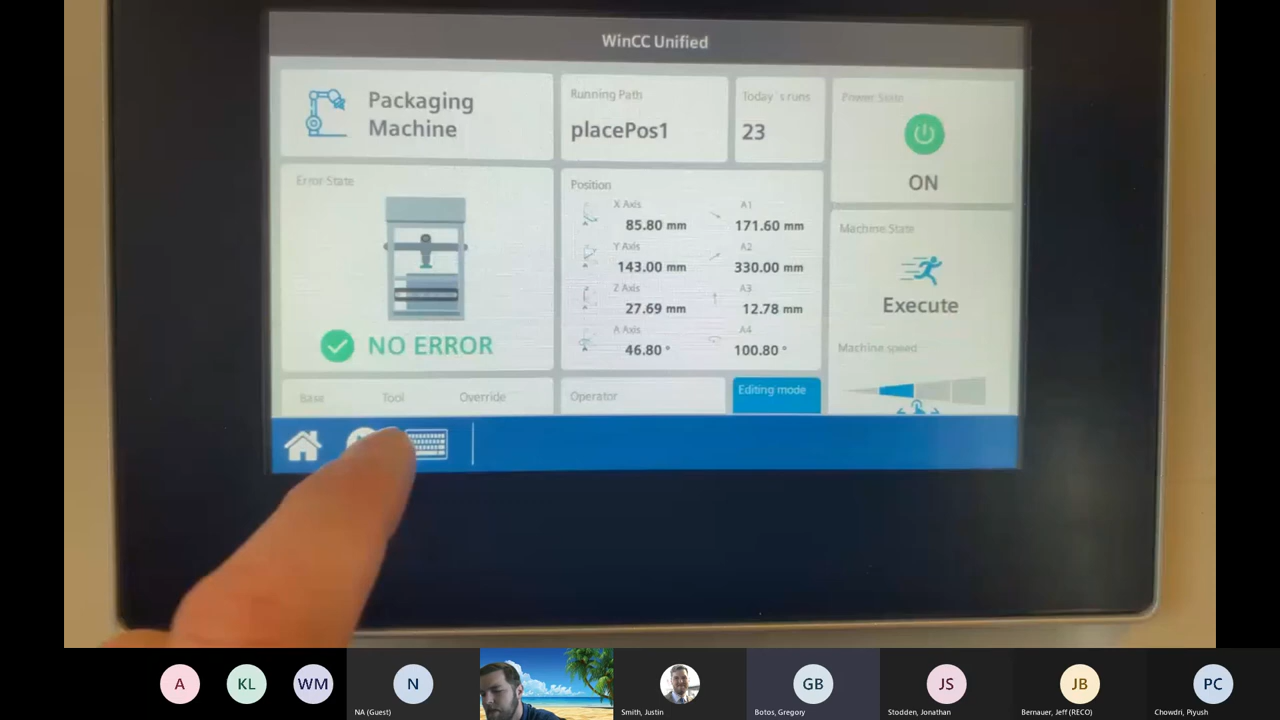 WinCC Unified
Packaging
Machine
Running Path
placePos1
Today's runs
23
Power State
ON
Error State
NO ERROR
Position
X Axis
85.80 mm
A1
171.60 mm
Y Axis
143.00 mm
A2
330.00 mm
Z Axis
27.69 mm
A3
12.78 mm
A Axis
46.80 °
A4
100.80 °
Machine State
Execute
Machine speed
Base
Tool
Override
Operator
Editing mode
A
KL
WM
N
NA (Guest)
Smith, Justin
GB
Botos, Gregory
JS
Stodden, Jonathan
JB
Bernauer, Jeff (RECO)
PC
Chowdri, Piyush